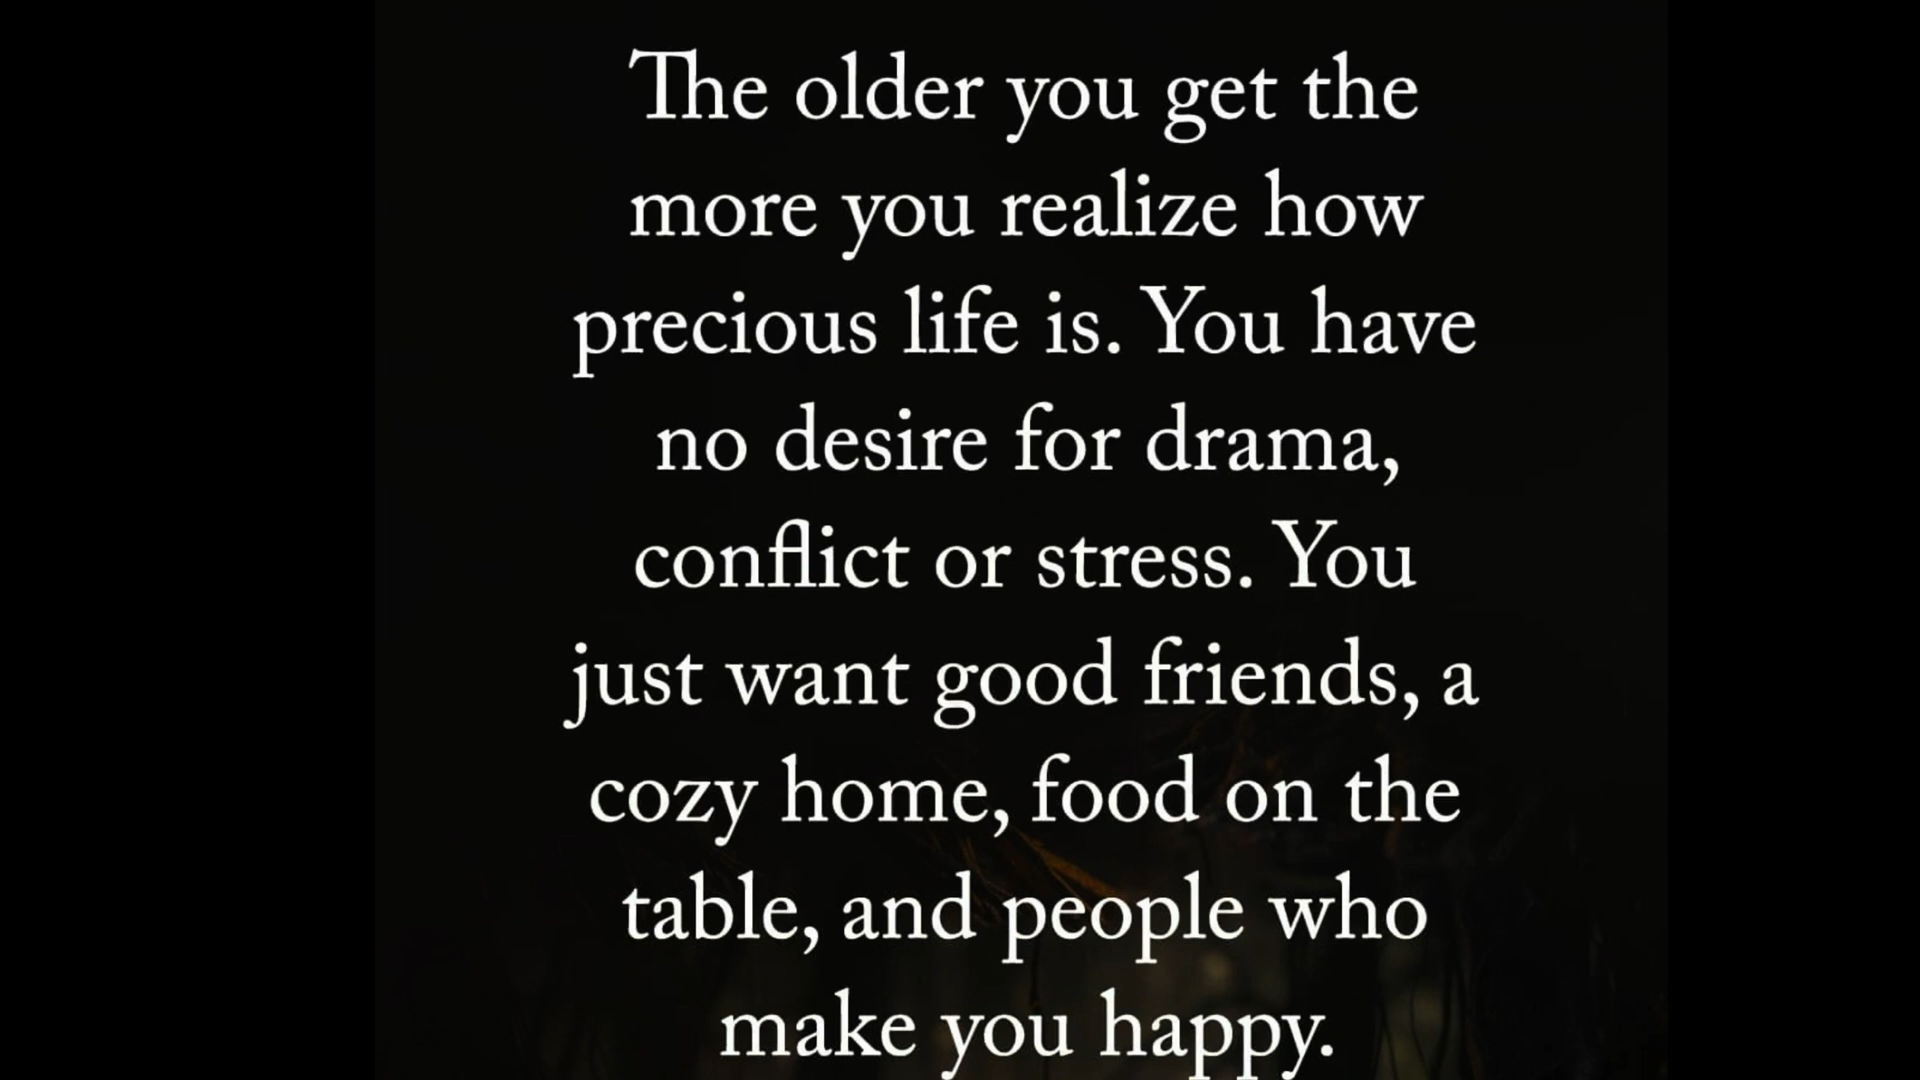 The older you get the
more you realize how
precious life is. You have
no desire for drama,
conflict or stress. You
just want good friends, a
cozy home, food on the
table, and people who
make you happy.